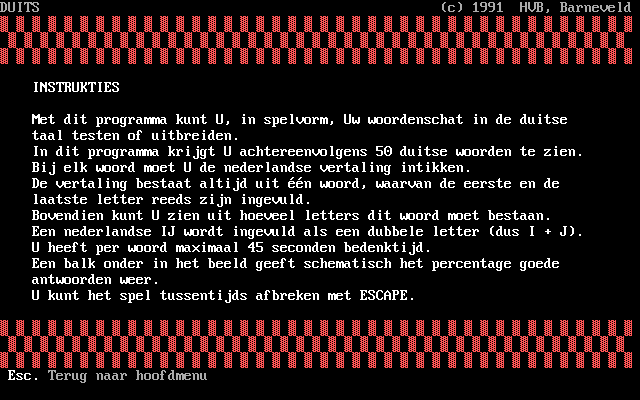 DUITS (c) 1991 HVB, Barneveld
INSTRUKTIES
Met dit programma kunt U, in spelvorm, Uw woordenschat in de duitse
taal testen of uitbreiden.
In dit programma krijgt U achtereenvolgens 50 duitse woorden te zien.
Bij elk woord moet U de nederlandse vertaling intikken.
De vertaling bestaat altijd uit één woord, waarvan de eerste en de
laatste letter reeds zijn ingevuld.
Bovendien kunt U zien uit hoeveel letters dit woord moet bestaan.
Een nederlandse IJ wordt ingevuld als een dubbele letter (dus I + J).
U heeft per woord maximaal 45 seconden bedenktijd.
Een balk onder in het beeld geeft schematisch het percentage goede
antwoorden weer.
U kunt het spel tussentijds afbreken met ESCAPE.
Esc. Terug naar hoofdmenu